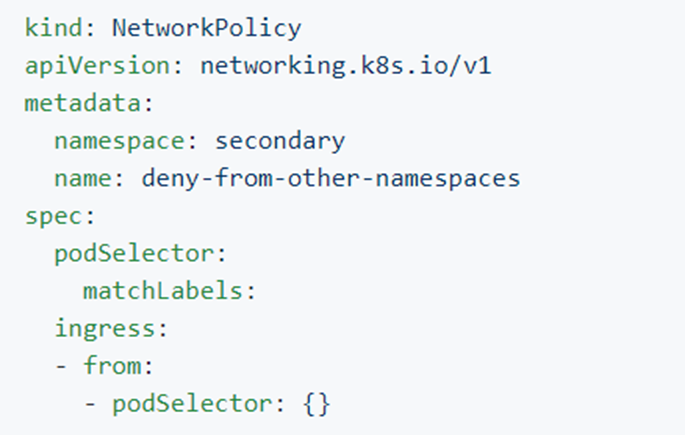 kind: NetworkPolicy
apiVersion: networking.k8s.io/v1
metadata:
  namespace: secondary
  name: deny-from-other-namespaces
spec:
  podSelector:
    matchLabels:
  ingress:
  - from:
    - podSelector: {}